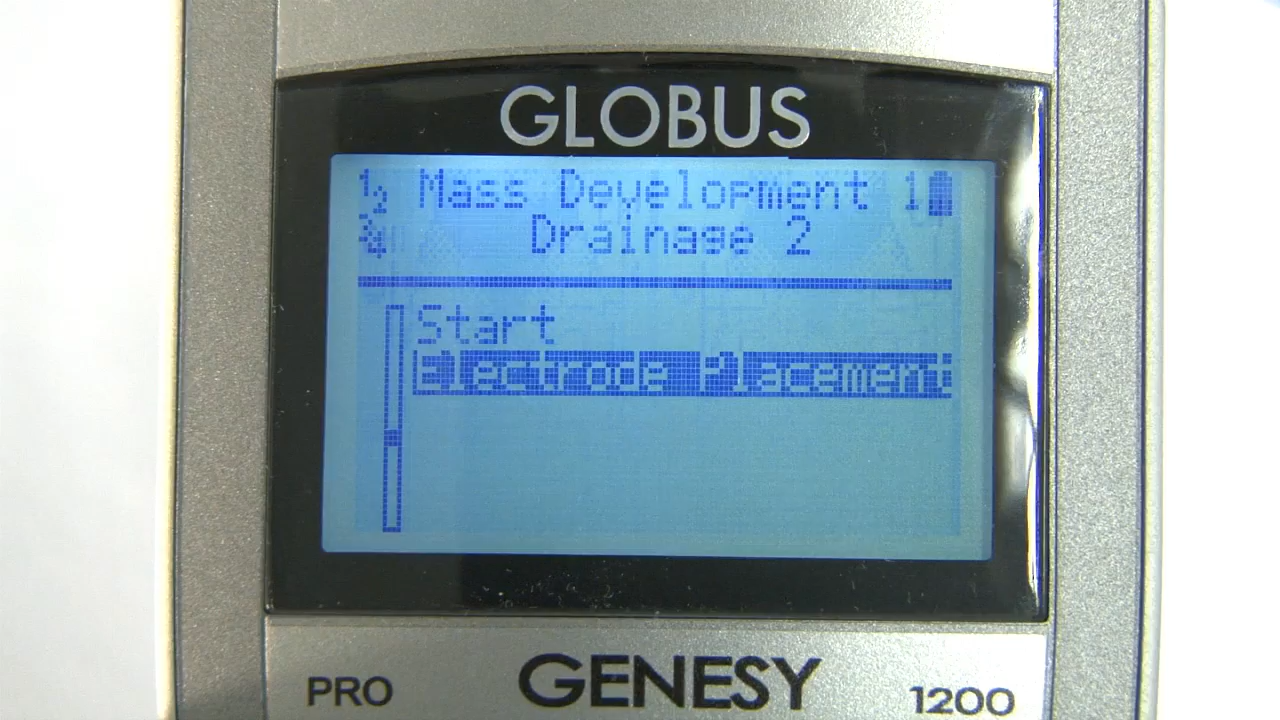 GLOBUS
1 2 Mass Development 1
3 4 Drainage 2
Start
Electrode Placement
PRO GENESY 1200